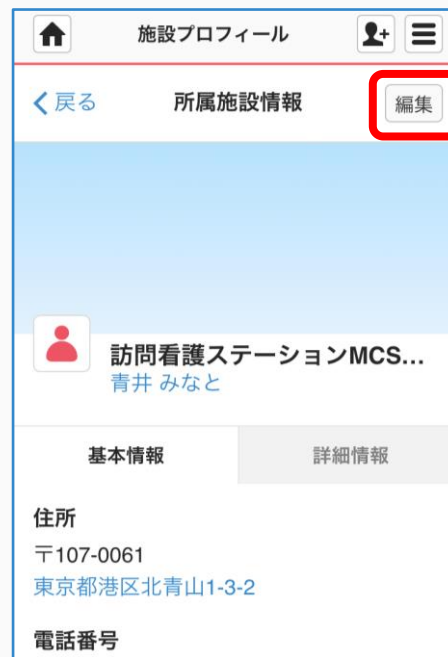 施設プロフィール
戻る
所属施設情報
編集
訪問看護ステーションMCS...
青井 みなと
基本情報
詳細情報
住所
〒107-0061
東京都港区北青山1-3-2
電話番号